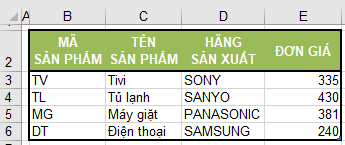 A B C D E
2 MÃ SẢN PHẨM TÊN SẢN PHẨM HÃNG SẢN XUẤT ĐƠN GIÁ
3 TV Tivi SONY 335
4 TL Tủ lạnh SANYO 430
5 MG Máy giặt PANASONIC 381
6 DT Điện thoại SAMSUNG 240